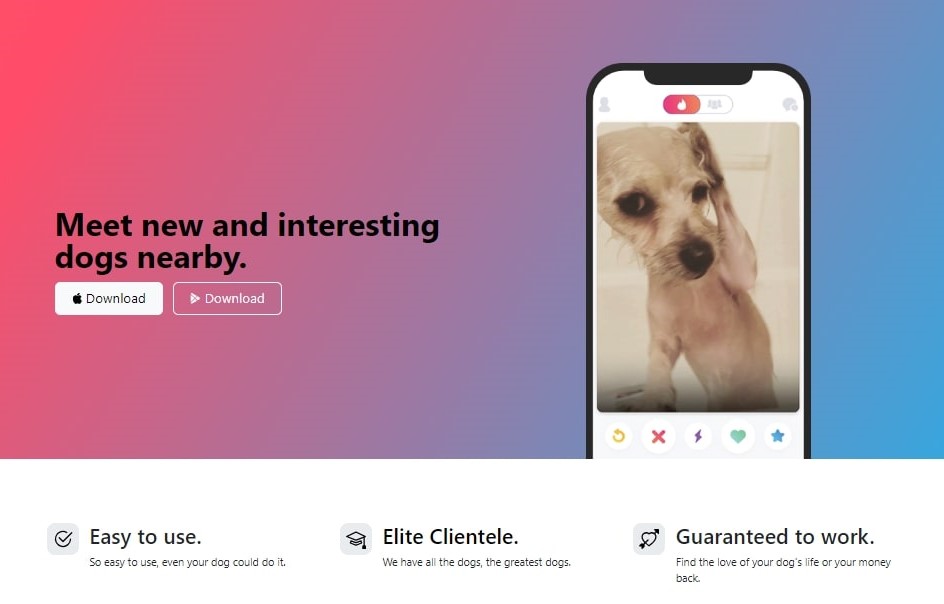 Meet new and interesting
dogs nearby.
Download
Download
Easy to use.
So easy to use, even your dog could do it.
Elite Clientele.
We have all the dogs, the greatest dogs.
Guaranteed to work.
Find the love of your dog's life or your money
back.